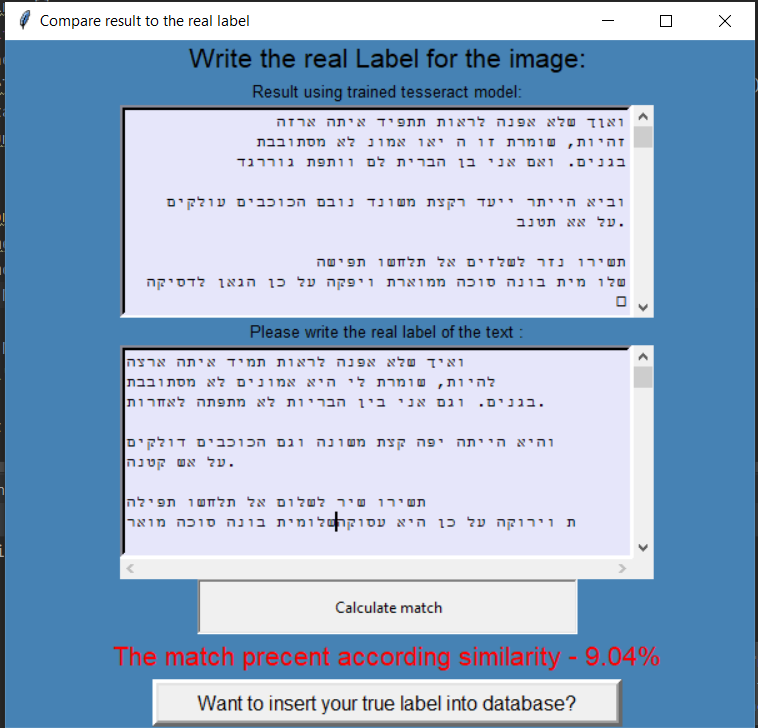 Compare result to the real label
Write the real Label for the image:
Result using trained tesseract model:
ואוןך שלא אפנה לראות תתפיד איתה ארזה
זהיות, שומרת זו ה יאו אמונ לא מסתובבת
בגנים. ואם אני בן הברית לם וותפת גוררגד
וביא הייתר ייעד רקצת משונד נובם הכוכבים עולקים
על אא תטנב.
תשירו נזר לשלזים אל תלחשו תפישה
שלו מית בונה סוכה ממוארת ויפקה על כן הגאן לדסיקה
Please write the real label of the text :
ואיך שלא אפנה לראות תמיד איתה ארצה
להיות, שומרת לי היא אמונים לא מסתובבת
בגנים. וגם אני בין הבריות לא מתפתה לאחרות.
והיא הייתה יפה קצת משונה וגם הכוכבים דולקים
על אש קטנה.
תשירו שיר לשלום אל תלחשו תפילה
ת וירוקה על כן היא עסוקהשלומית בונה סוכה מואר
Calculate match
The match precent according similarity - 9.04%
Want to insert your true label into database?